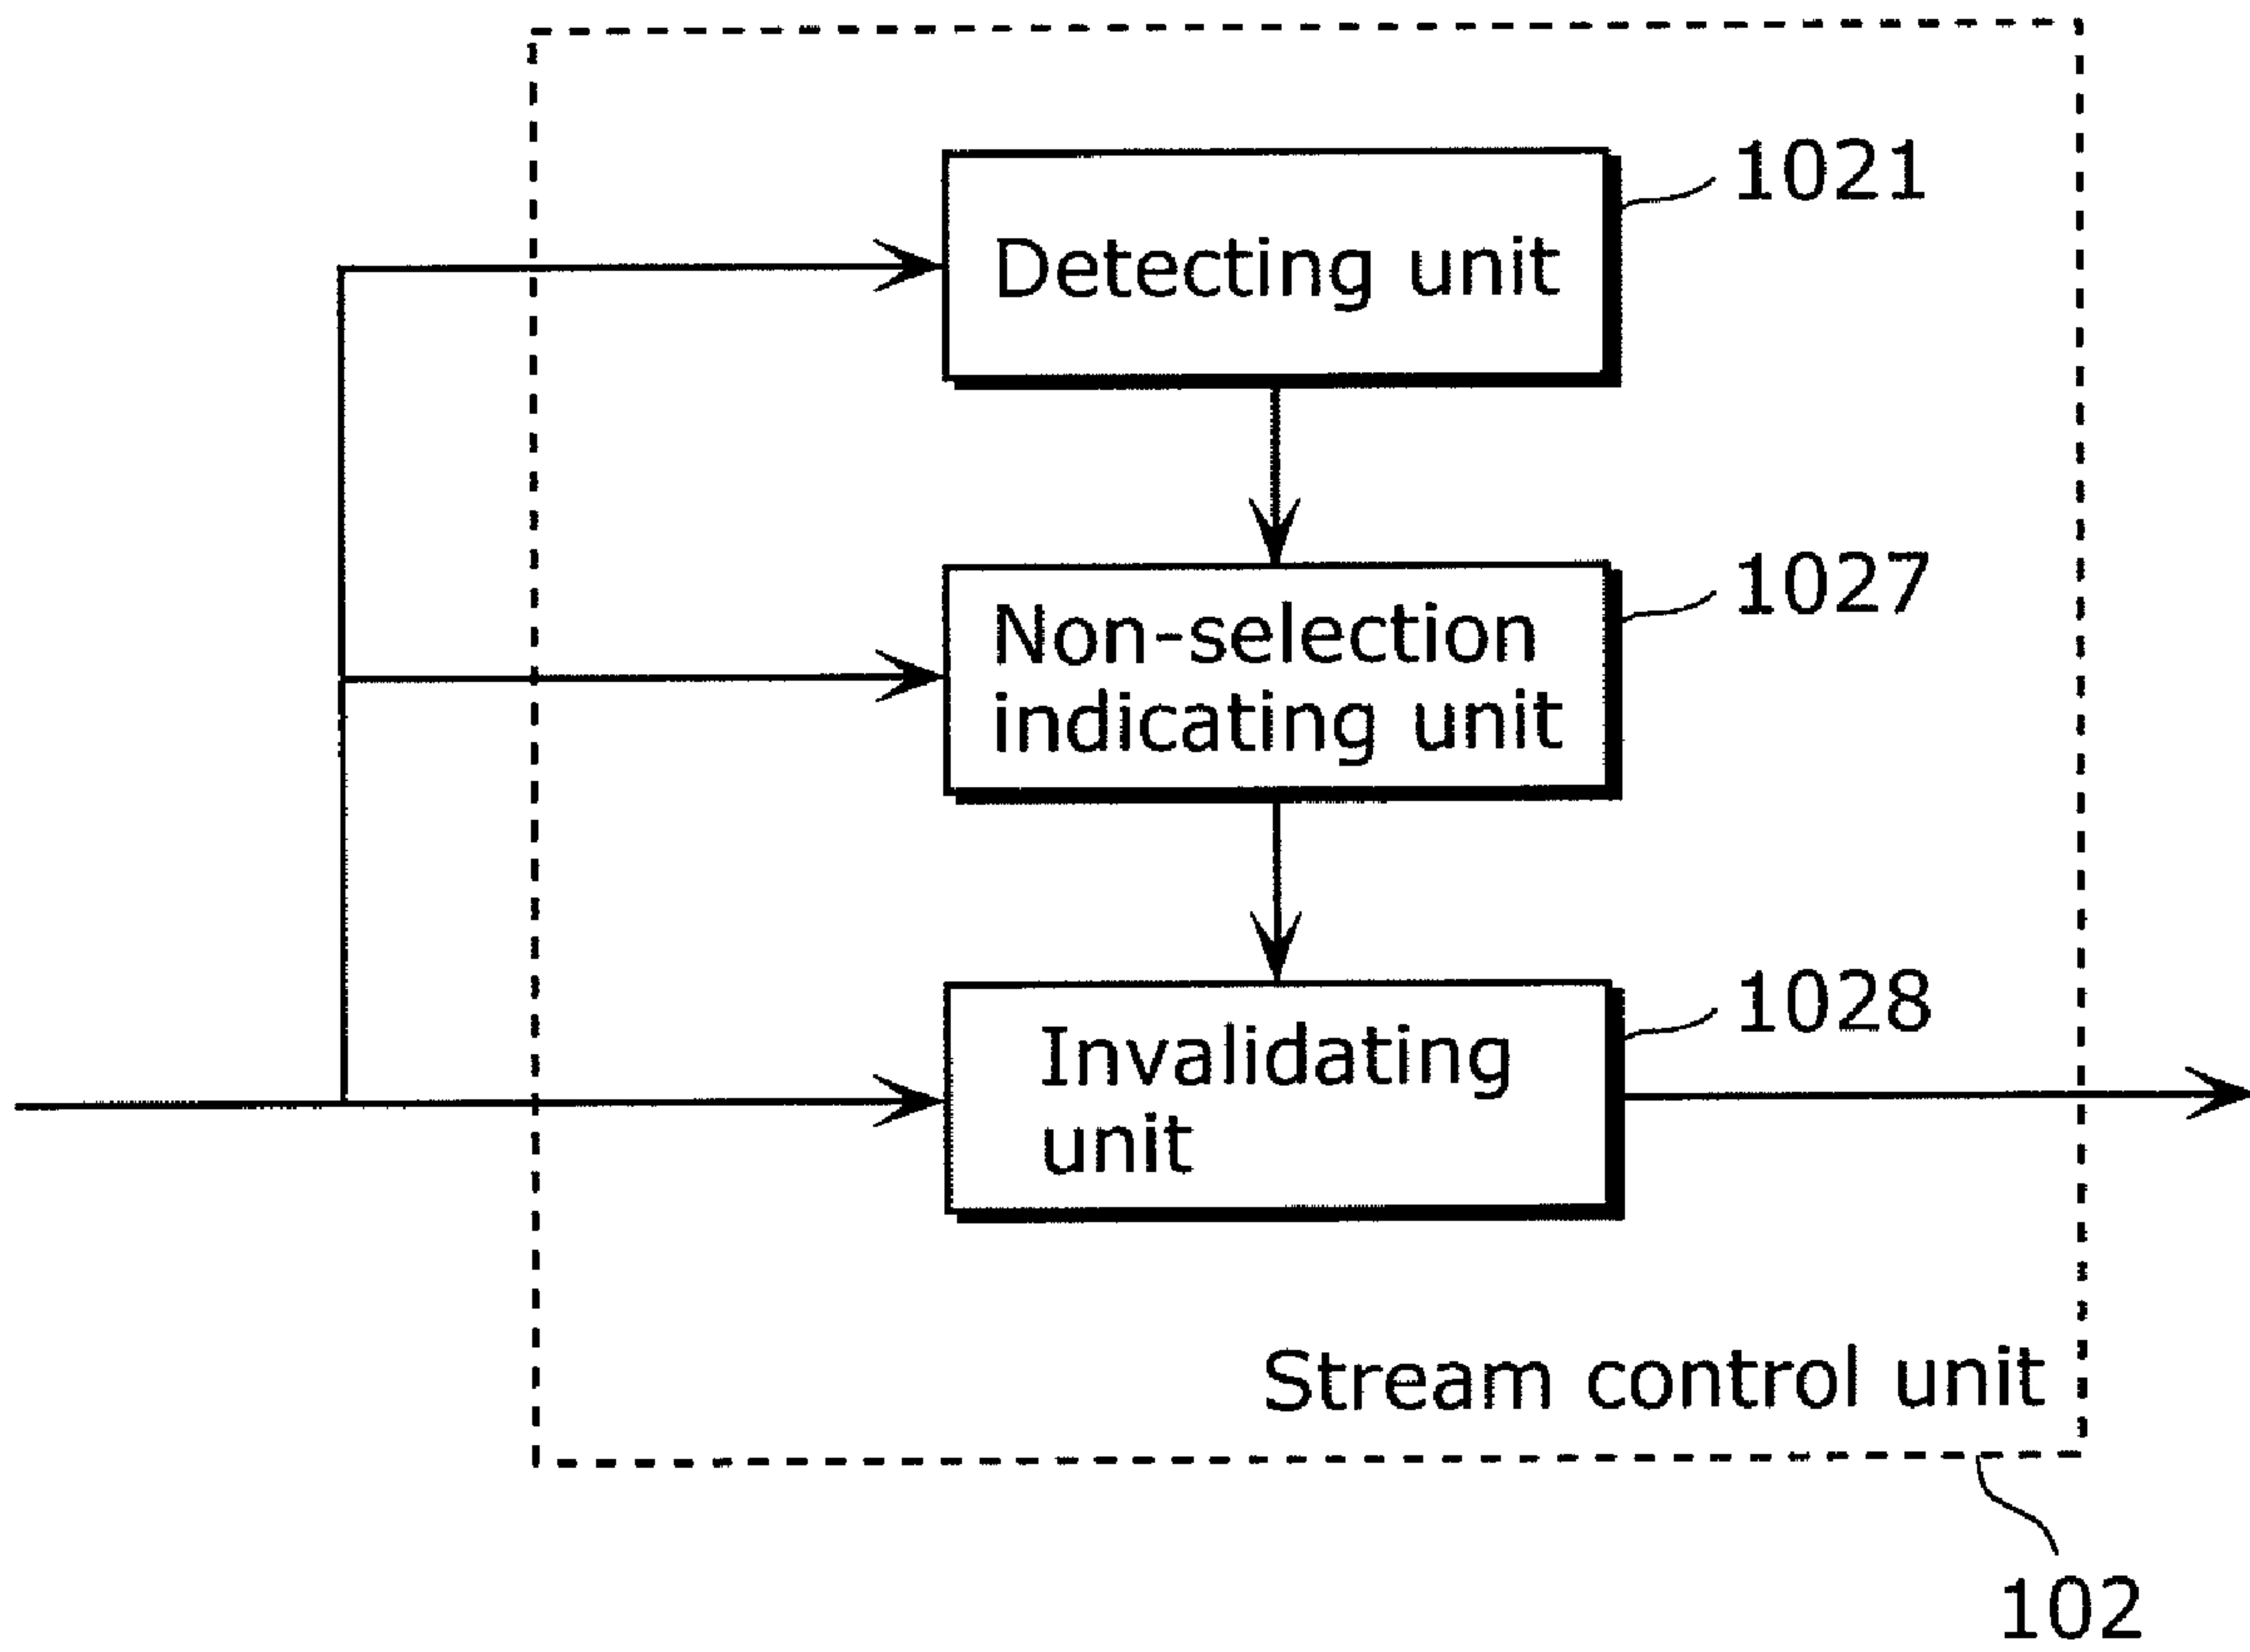 1021
Detecting unit
1027
Non-selection
indicating unit
1028
Invalidating
unit
Stream control unit
102